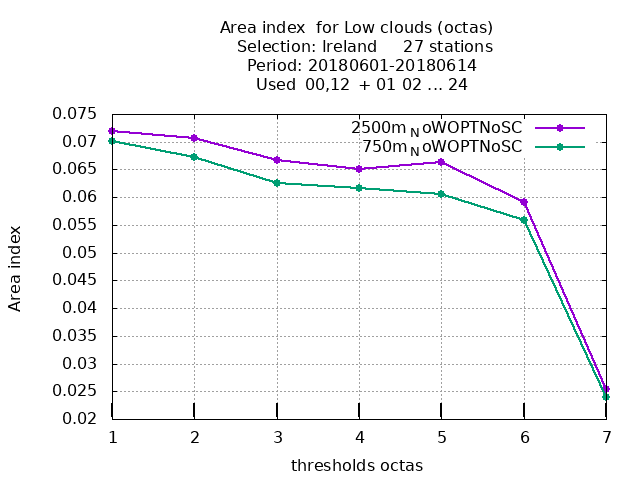 Area index  for Low clouds (octas)
Selection: Ireland     27 stations
Period: 20180601-20180614
Used  00,12  + 01 02 ... 24
2500m_NoWOPTNoSC
750m_NoWOPTNoSC
0.075
0.07
0.065
0.06
0.055
0.05
0.045
0.04
0.035
0.03
0.025
0.02
Area index
1 2 3 4 5 6 7
thresholds octas